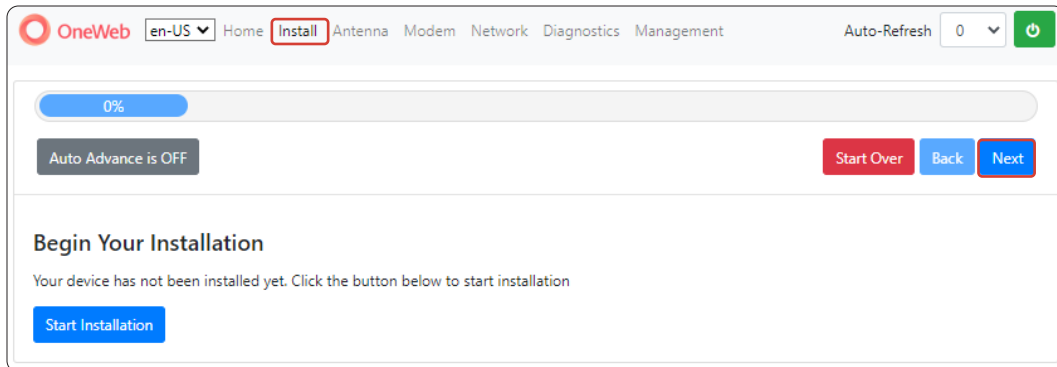 OneWeb en-US Home Install Antenna Modem Network Diagnostics Management Auto-Refresh 0
0%
Auto Advance is OFF Start Over Back Next
Begin Your Installation
Your device has not been installed yet. Click the button below to start installation
Start Installation